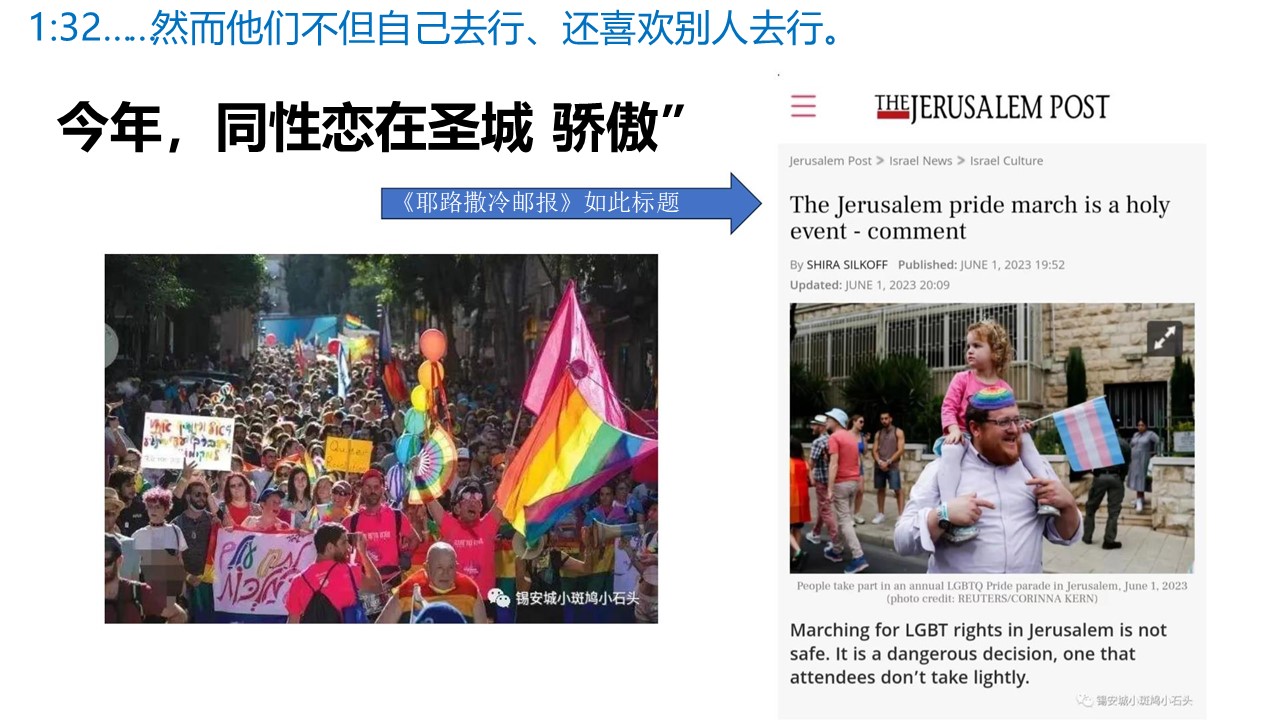 1:32……然而他们不但自己去行、还喜欢别人去行。
今年，同性恋在圣城 骄傲”
《耶路撒冷邮报》如此标题
THE JERUSALEM POST
Jerusalem Post > Israel News > Israel Culture
The Jerusalem pride march is a holy
event - comment
By SHIRA SILKOFF Published: JUNE 1, 2023 19:52
Updated: JUNE 1, 2023 20:09
People take part in an annual LGBTQ Pride parade in Jerusalem, June 1, 2023
(photo credit: REUTERS/CORINNA KERN)
Marching for LGBT rights in Jerusalem is not
safe. It is a dangerous decision, one that
attendees don’t take lightly.
锡安城小斑鸠小石头
Queer
锡安城小斑鸠小石头